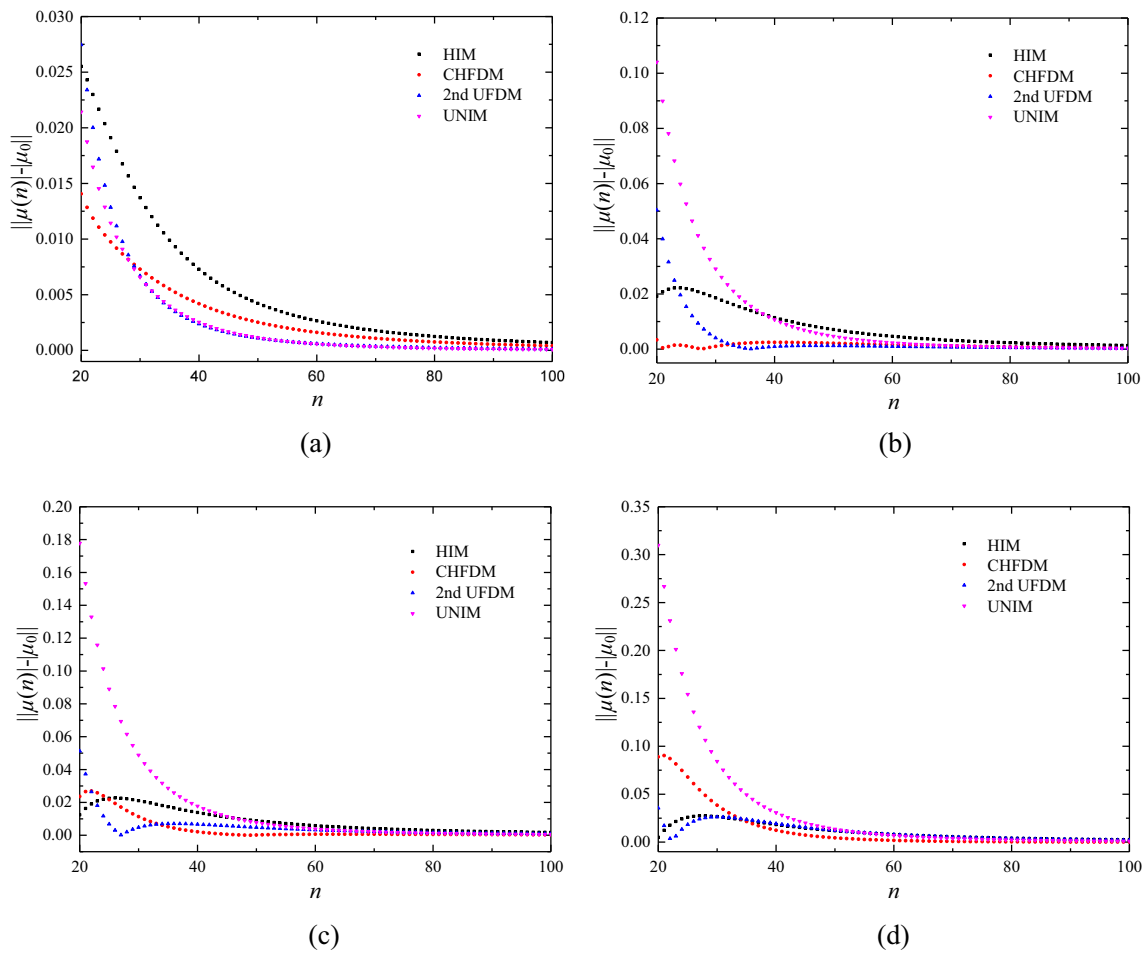 0.030
0.025
0.020
0.015
0.010
0.005
0.000
||μ(n)|-|μ₀||
HIM
CHFDM
2nd UFDM
UNIM
20 40 60 80 100
n
(a)
0.12
0.10
0.08
0.06
0.04
0.02
0.00
||μ(n)|-|μ₀||
HIM
CHFDM
2nd UFDM
UNIM
20 40 60 80 100
n
(b)
0.20
0.18
0.16
0.14
0.12
0.10
0.08
0.06
0.04
0.02
0.00
||μ(n)|-|μ₀||
HIM
CHFDM
2nd UFDM
UNIM
20 40 60 80 100
n
(c)
0.35
0.30
0.25
0.20
0.15
0.10
0.05
0.00
||μ(n)|-|μ₀||
HIM
CHFDM
2nd UFDM
UNIM
20 40 60 80 100
n
(d)